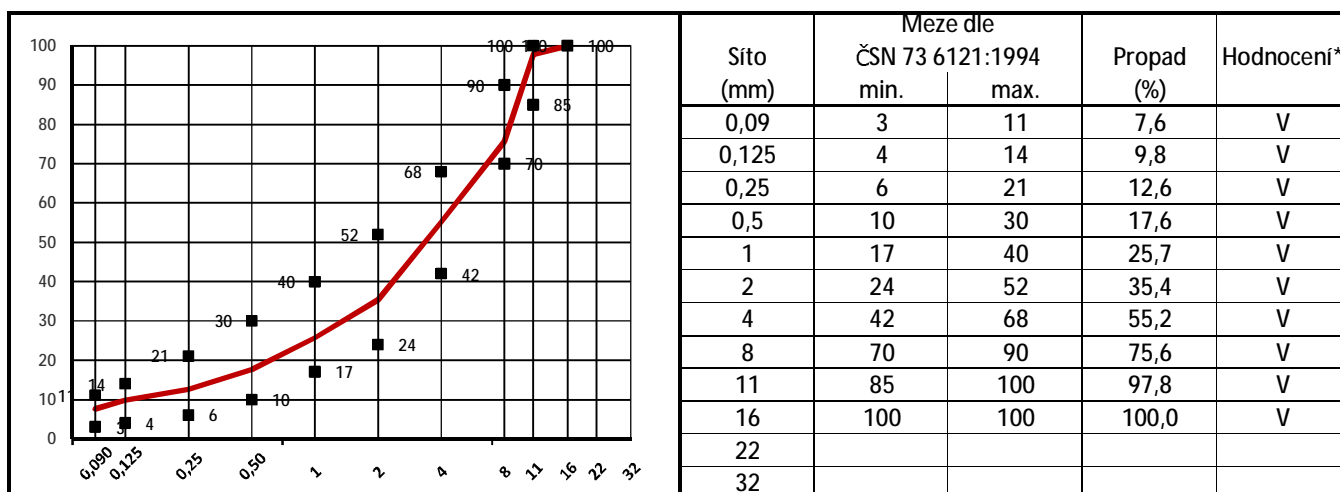 100
90
80
70
60
50
40
30
20
10
0
100 100 100
90
85
68
70
52
42
40
30
24
21
17
14
11
10
6
4
3
0,090 0,125 0,25 0,50 1 2 4 8 11 16 22 32
Meze dle
Síto ČSN 73 6121:1994 Propad Hodnocení*
(mm) min. max. (%)
0,09 3 11 7,6 V
0,125 4 14 9,8 V
0,25 6 21 12,6 V
0,5 10 30 17,6 V
1 17 40 25,7 V
2 24 52 35,4 V
4 42 68 55,2 V
8 70 90 75,6 V
11 85 100 97,8 V
16 100 100 100,0 V
22
32